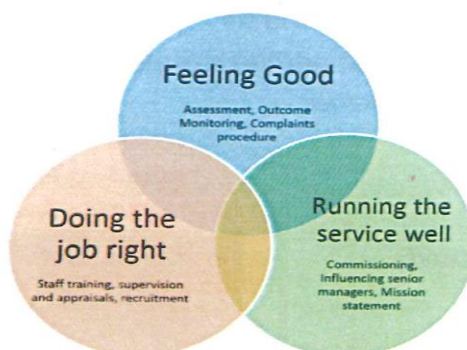 Feeling Good
Assessment, Outcome
Monitoring, Complaints
procedure
Doing the
job right
Staff training, supervision
and appraisals, recruitment
Running the
service well
Commissioning,
Influencing senior
managers, Mission
statement